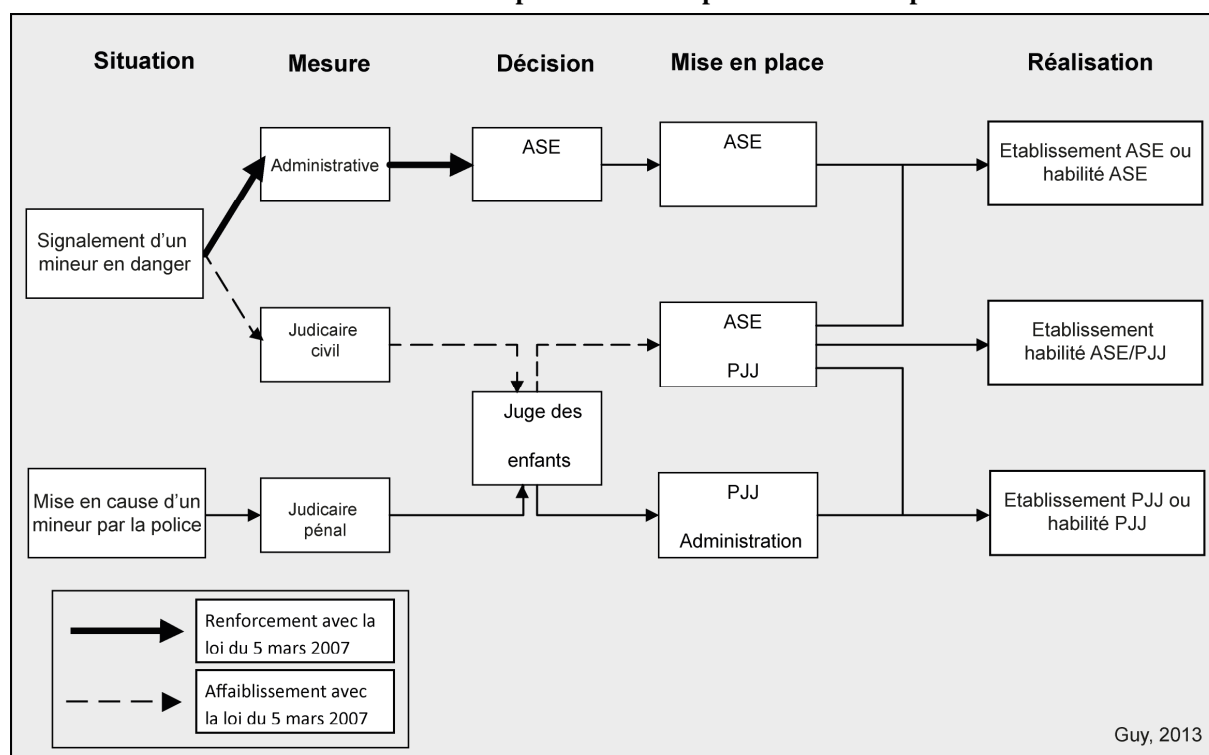 Situation
Mesure
Décision
Mise en place
Réalisation
Signalement d'un
mineur en danger
Administrative
ASE
ASE
Etablissement ASE ou
habilité ASE
Judicaire
civil
Juge des
enfants
ASE
PJJ
Etablissement
habilité ASE/PJJ
Mise en cause d'un
mineur par la police
Judicaire
pénal
PJJ
Administration
Etablissement PJJ ou
habilité PJJ
Renforcement avec la
loi du 5 mars 2007
Affaiblissement avec
la loi du 5 mars 2007
Guy, 2013